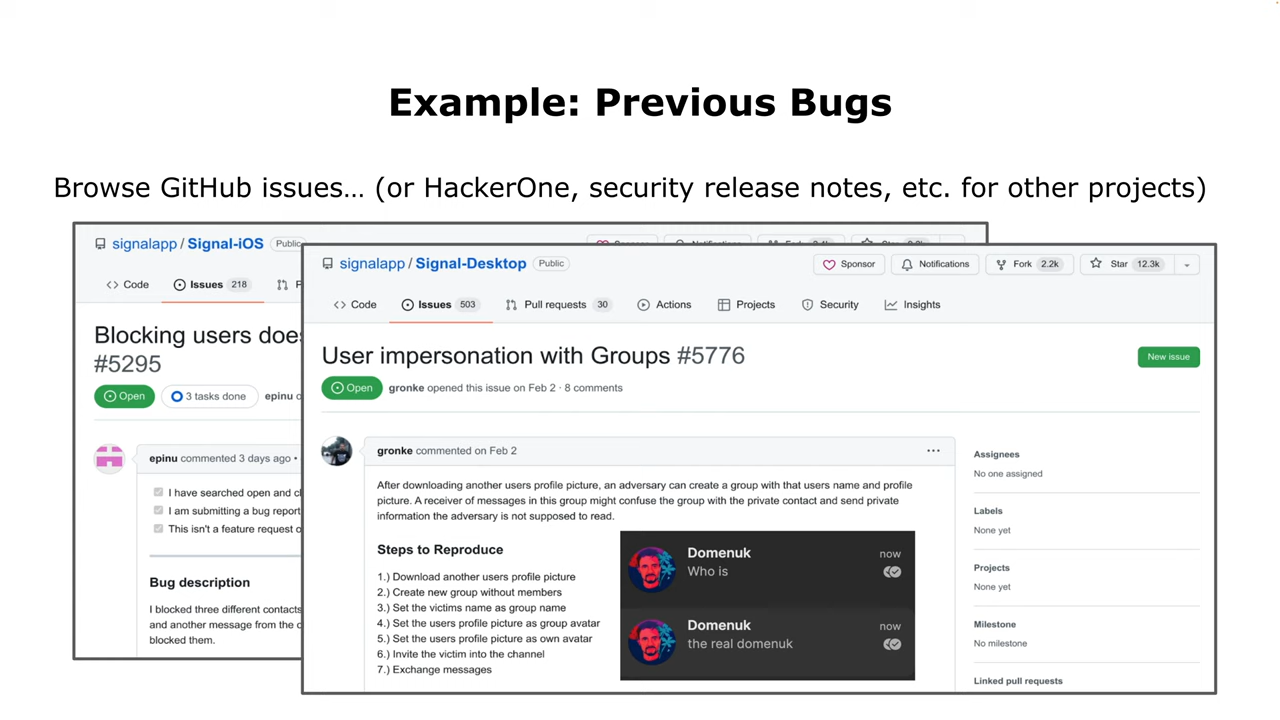 Example: Previous Bugs
Browse GitHub issues… (or HackerOne, security release notes, etc. for other projects)
signalapp / Signal-iOS Public
Code Issues 218
Blocking users does
#5295
Open 3 tasks done epinu
epinu commented 3 days ago •
I have searched open and cl
I am submitting a bug report
This isn't a feature request o
Bug description
I blocked three different contacts
and another message from the c
blocked them.
signalapp / Signal-Desktop Public
Sponsor Notifications Fork 2.2k Star 12.3k
Code Issues 503 Pull requests 30 Actions Projects Security Insights
User impersonation with Groups #5776
New issue
Open gronke opened this issue on Feb 2 · 8 comments
gronke commented on Feb 2 ...
After downloading another users profile picture, an adversary can create a group with that users name and profile
picture. A receiver of messages in this group might confuse the group with the private contact and send private
information the adversary is not supposed to read.
Steps to Reproduce
1.) Download another users profile picture
2.) Create new group without members
3.) Set the victims name as group name
4.) Set the users profile picture as group avatar
5.) Set the users profile picture as own avatar
6.) Invite the victim into the channel
7.) Exchange messages
Domenuk now
Who is
Domenuk now
the real domenuk
Assignees
No one assigned
Labels
None yet
Projects
None yet
Milestone
No milestone
Linked pull requests